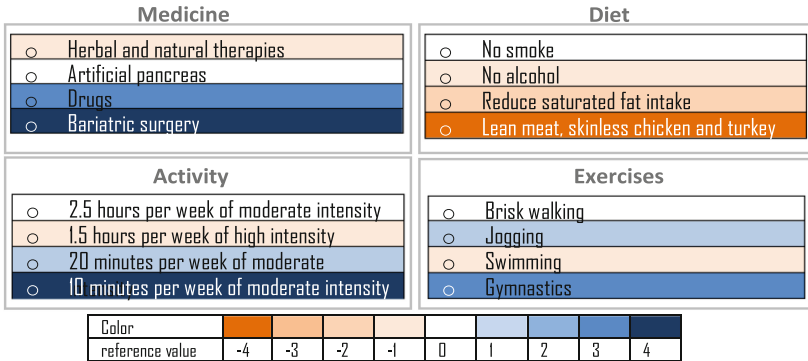 Medicine
Herbal and natural therapies
Artificial pancreas
Drugs
Bariatric surgery
Diet
No smoke
No alcohol
Reduce saturated fat intake
Lean meat, skinless chicken and turkey
Activity
2.5 hours per week of moderate intensity
1.5 hours per week of high intensity
20 minutes per week of moderate
10 minutes per week of moderate intensity
Exercises
Brisk walking
Jogging
Swimming
Gymnastics
Color
reference value -4 -3 -2 -1 0 1 2 3 4